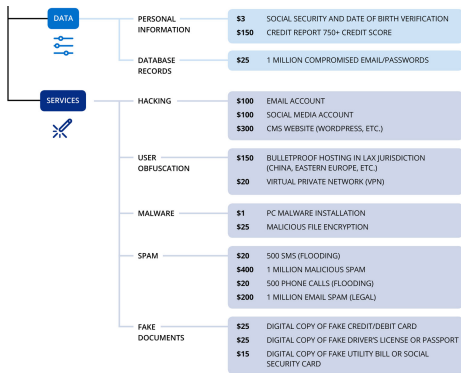 DATA
PERSONAL
INFORMATION
$3 SOCIAL SECURITY AND DATE OF BIRTH VERIFICATION
$150 CREDIT REPORT 750+ CREDIT SCORE
DATABASE
RECORDS
$25 1 MILLION COMPROMISED EMAIL/PASSWORDS
SERVICES
HACKING
$100 EMAIL ACCOUNT
$100 SOCIAL MEDIA ACCOUNT
$300 CMS WEBSITE (WORDPRESS, ETC.)
USER
OBFUSCATION
$150 BULLETPROOF HOSTING IN LAX JURISDICTION
(CHINA, EASTERN EUROPE, ETC.)
$20 VIRTUAL PRIVATE NETWORK (VPN)
MALWARE
$1 PC MALWARE INSTALLATION
$25 MALICIOUS FILE ENCRYPTION
SPAM
$20 500 SMS (FLOODING)
$400 1 MILLION MALICIOUS SPAM
$20 500 PHONE CALLS (FLOODING)
$200 1 MILLION EMAIL SPAM (LEGAL)
FAKE
DOCUMENTS
$25 DIGITAL COPY OF FAKE CREDIT/DEBIT CARD
$25 DIGITAL COPY OF FAKE DRIVER'S LICENSE OR PASSPORT
$15 DIGITAL COPY OF FAKE UTILITY BILL OR SOCIAL
SECURITY CARD